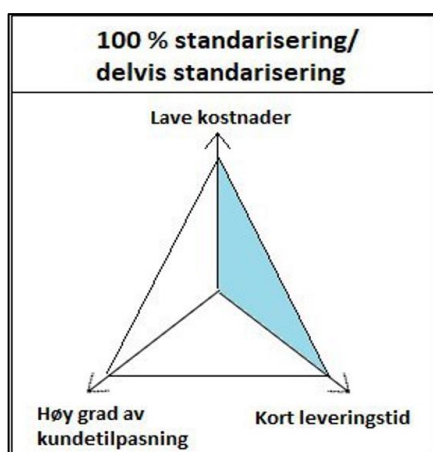 100 % standarisering/
delvis standarisering
Lave kostnader
Høy grad av
kundetilpasning
Kort leveringstid